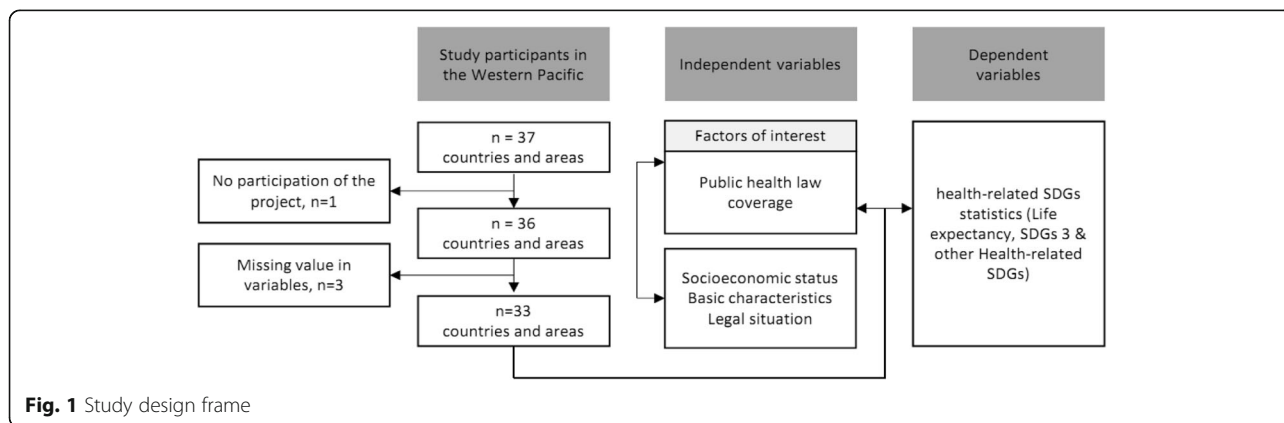 Study participants in
the Western Pacific
Independent variables
Dependent
variables
n = 37
countries and areas
No participation of the
project, n=1
n = 36
countries and areas
Missing value in
variables, n=3
n=33
countries and areas
Factors of interest
Public health law
coverage
Socioeconomic status
Basic characteristics
Legal situation
health-related SDGs
statistics (Life
expectancy, SDGs 3 &
other Health-related
SDGs)
Fig. 1 Study design frame